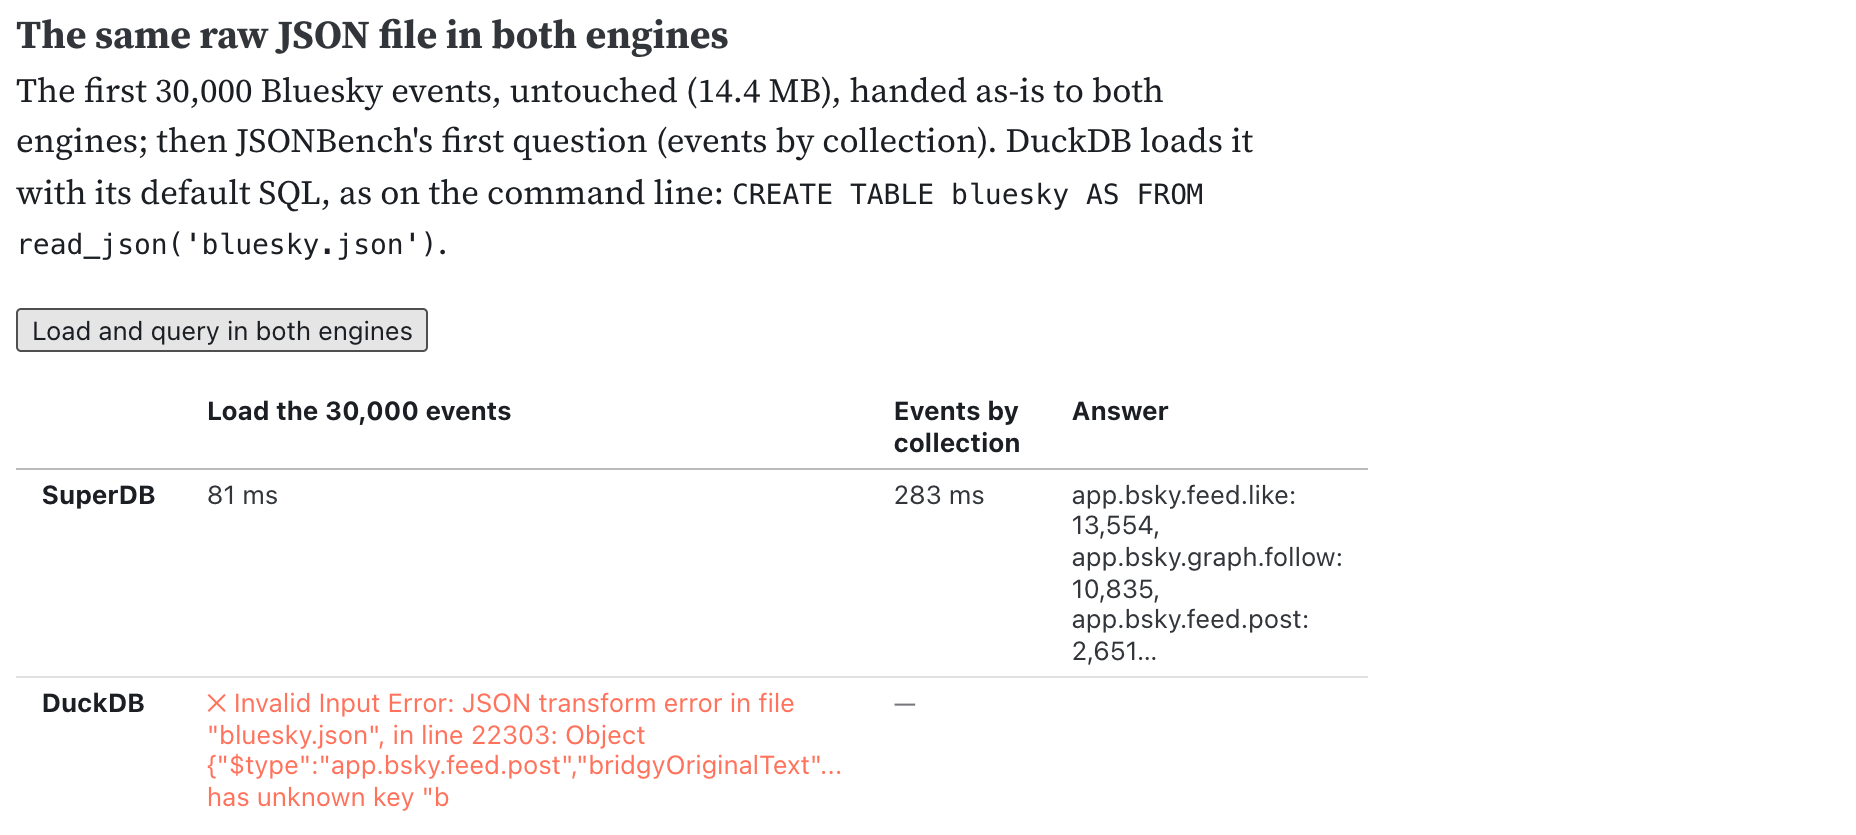 The same raw JSON file in both engines
The first 30,000 Bluesky events, untouched (14.4 MB), handed as-is to both
engines; then JSONBench's first question (events by collection). DuckDB loads it
with its default SQL, as on the command line: CREATE TABLE bluesky AS FROM
read_json('bluesky.json').
Load and query in both engines
Load the 30,000 events
Events by
collection
Answer
SuperDB
81 ms
283 ms
app.bsky.feed.like:
13,554,
app.bsky.graph.follow:
10,835,
app.bsky.feed.post:
2,651...
DuckDB
✕ Invalid Input Error: JSON transform error in file
"bluesky.json", in line 22303: Object
{"$type":"app.bsky.feed.post","bridgyOriginalText"...
has unknown key "b
—